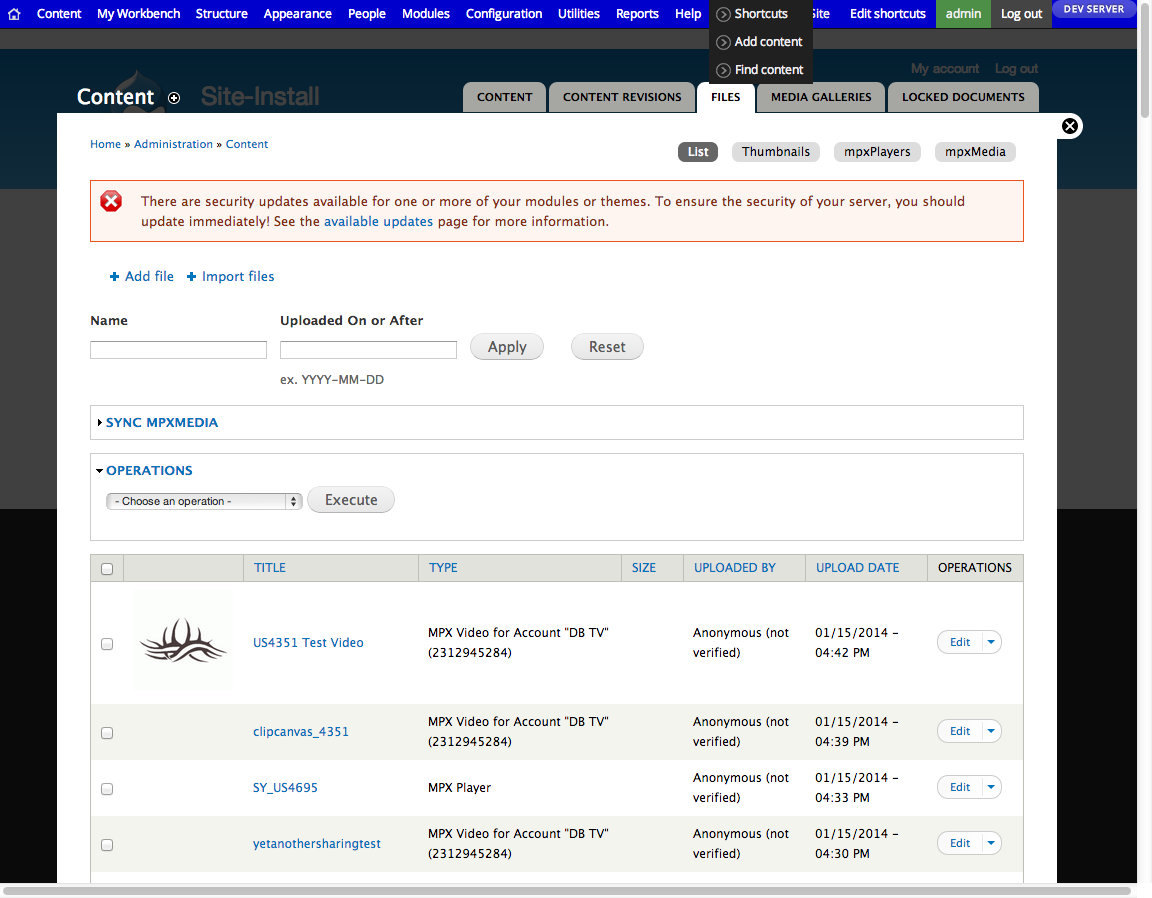 Content My Workbench Structure Appearance People Modules Configuration Utilities Reports Help Shortcuts Site Edit shortcuts admin Log out DEV SERVER
Add content
Find content
My account Log out
Content Site-Install CONTENT CONTENT REVISIONS FILES MEDIA GALLERIES LOCKED DOCUMENTS
Home » Administration » Content
List Thumbnails mpxPlayers mpxMedia
There are security updates available for one or more of your modules or themes. To ensure the security of your server, you should
update immediately! See the available updates page for more information.
Add file Import files
Name Uploaded On or After
Apply Reset
ex. YYYY-MM-DD
SYNC MPXMEDIA
OPERATIONS
- Choose an operation - Execute
TITLE TYPE SIZE UPLOADED BY UPLOAD DATE OPERATIONS
US4351 Test Video MPX Video for Account "DB TV" Anonymous (not 01/15/2014 - Edit
(2312945284) verified) 04:42 PM
clipcanvas_4351 MPX Video for Account "DB TV" Anonymous (not 01/15/2014 - Edit
(2312945284) verified) 04:39 PM
SY_US4695 MPX Player Anonymous (not 01/15/2014 - Edit
verified) 04:33 PM
yetanothersharingtest MPX Video for Account "DB TV" Anonymous (not 01/15/2014 - Edit
(2312945284) verified) 04:30 PM